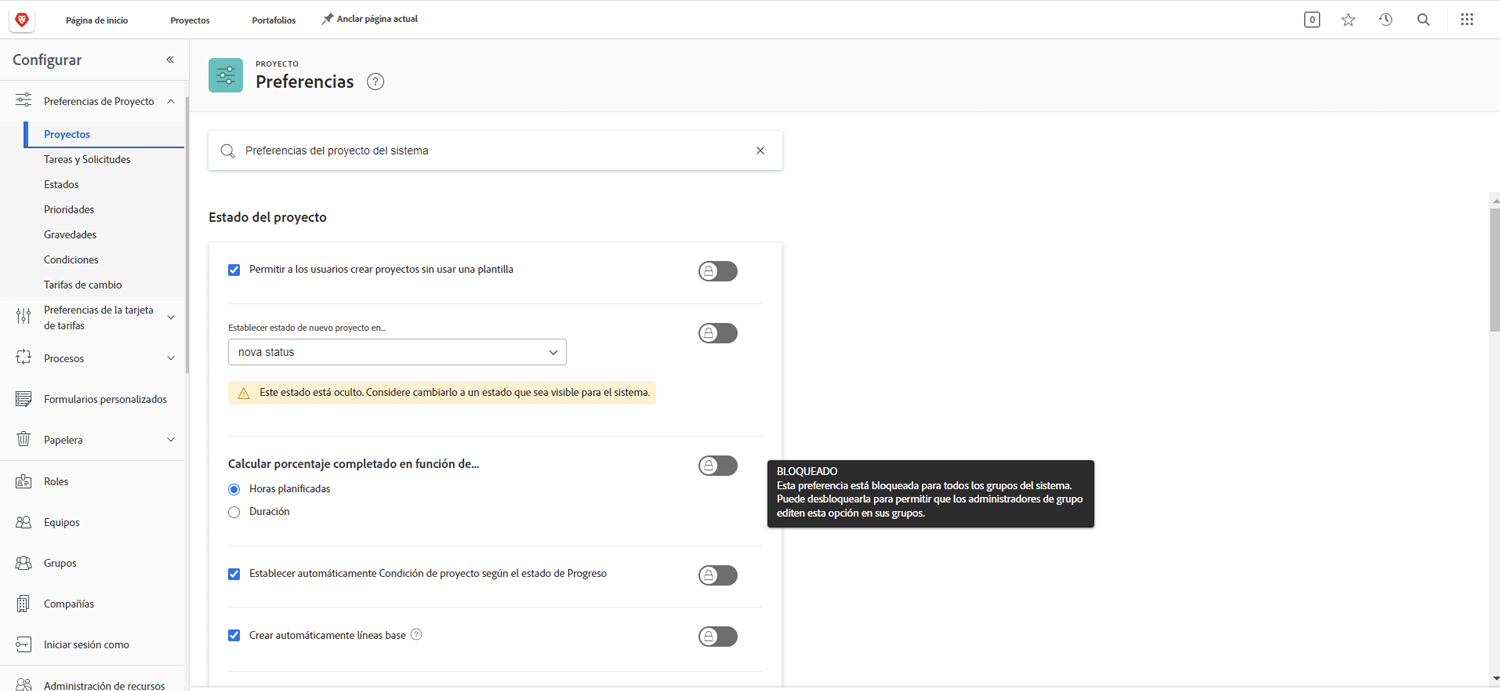 Página de inicio
Proyectos
Portafolios
Anclar página actual
0
Configurar
Preferencias de Proyecto
Proyectos
Tareas y Solicitudes
Estados
Prioridades
Gravedades
Condiciones
Tarifas de cambio
Preferencias de la tarjeta
de tarifas
Procesos
Formularios personalizados
Papelera
Roles
Equipos
Grupos
Compañías
Iniciar sesión como
Administración de recursos
PROYECTO
Preferencias ?
Preferencias del proyecto del sistema
Estado del proyecto
Permitir a los usuarios crear proyectos sin usar una plantilla
Establecer estado de nuevo proyecto en...
nova status
Este estado está oculto. Considere cambiarlo a un estado que sea visible para el sistema.
Calcular porcentaje completado en función de...
Horas planificadas
Duración
BLOQUEADO
Esta preferencia está bloqueada para todos los grupos del sistema.
Puede desbloquearla para permitir que los administradores de grupo
editen esta opción en sus grupos.
Establecer automáticamente Condición de proyecto según el estado de Progreso
Crear automáticamente líneas base ?